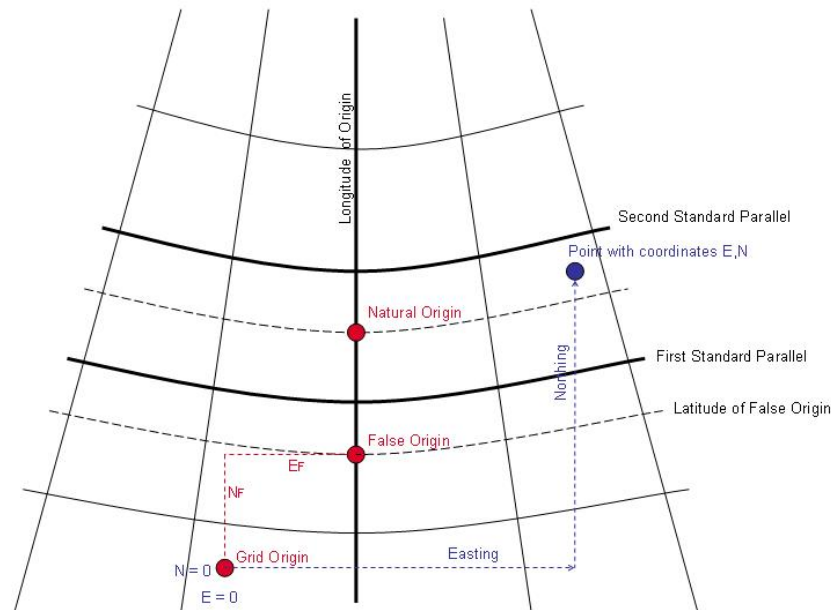 Longitude of Origin
Second Standard Parallel
Point with coordinates E,N
Natural Origin
Northing
First Standard Parallel
Latitude of False Origin
False Origin
EF
NF
Grid Origin
Easting
N = 0
E = 0